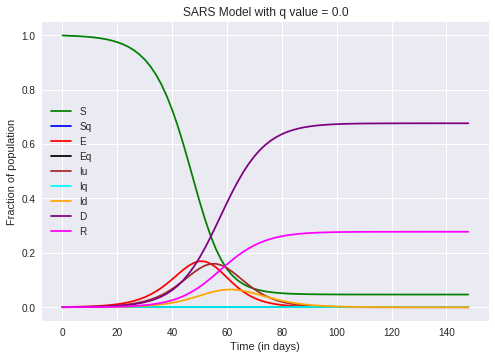 SARS Model with q value = 0.0
Fraction of population
1.0
0.8
0.6
0.4
0.2
0.0
S
Sq
E
Eq
Iu
Iq
Id
D
R
0 20 40 60 80 100 120 140
Time (in days)